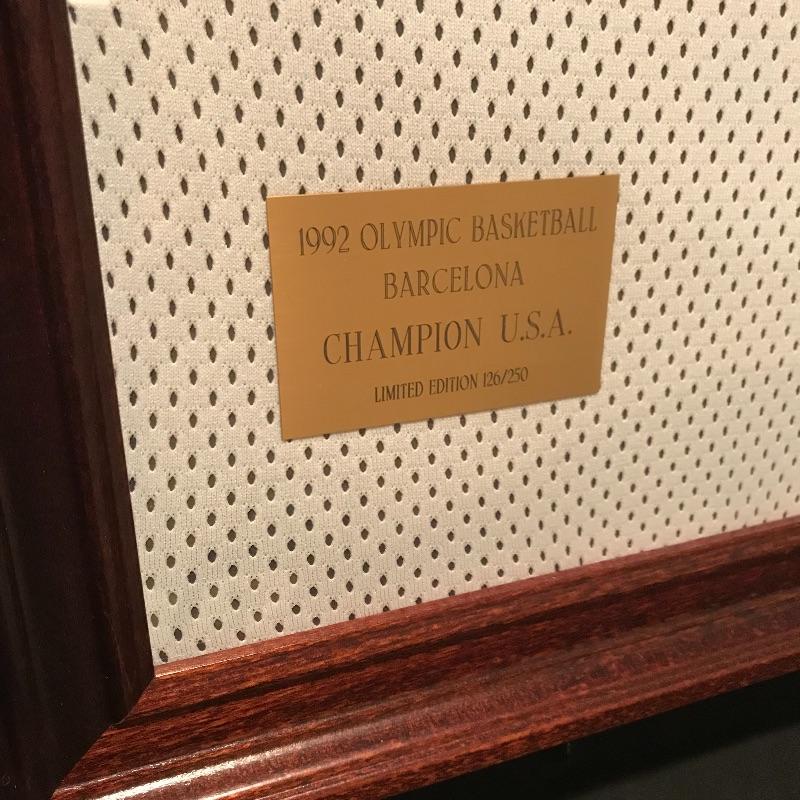 1992 OLYMPIC BASKETBALL
BARCELONA
CHAMPION U.S.A.
LIMITED EDITION 126/250